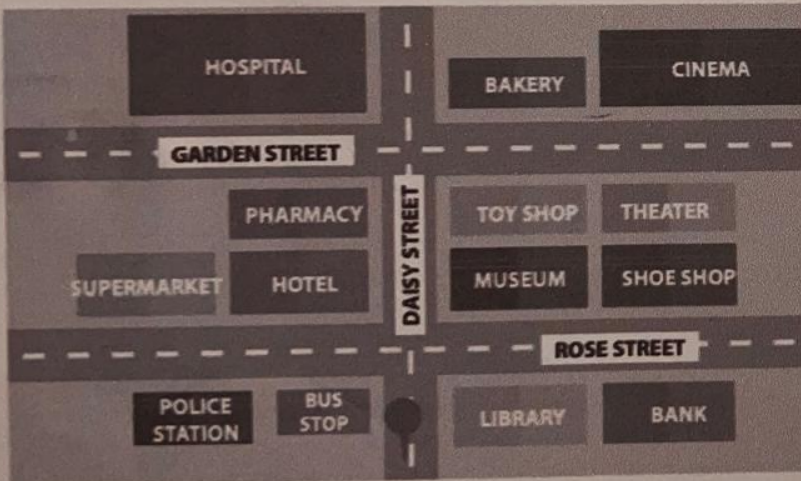 HOSPITAL
BAKERY
CINEMA
GARDEN STREET
PHARMACY
TOY SHOP
THEATER
DAISY STREET
SUPERMARKET
HOTEL
MUSEUM
SHOE SHOP
ROSE STREET
POLICE
STATION
BUS
STOP
LIBRARY
BANK